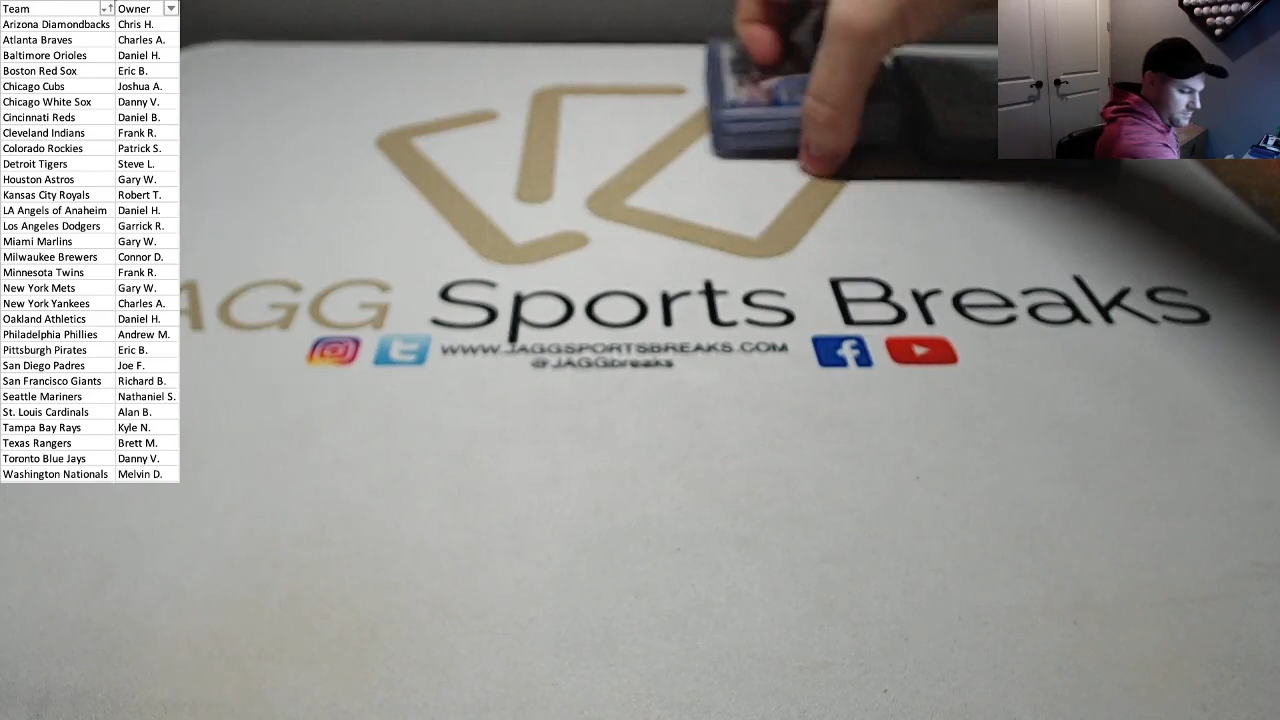 Team Owner
Arizona Diamondbacks Chris H.
Atlanta Braves Charles A.
Baltimore Orioles Daniel H.
Boston Red Sox Eric B.
Chicago Cubs Joshua A.
Chicago White Sox Danny V.
Cincinnati Reds Daniel B.
Cleveland Indians Frank R.
Colorado Rockies Patrick S.
Detroit Tigers Steve L.
Houston Astros Gary W.
Kansas City Royals Robert T.
LA Angels of Anaheim Daniel H.
Los Angeles Dodgers Garrick R.
Miami Marlins Gary W.
Milwaukee Brewers Connor D.
Minnesota Twins Frank R.
New York Mets Gary W.
New York Yankees Charles A.
Oakland Athletics Daniel H.
Philadelphia Phillies Andrew M.
Pittsburgh Pirates Eric B.
San Diego Padres Joe F.
San Francisco Giants Richard B.
Seattle Mariners Nathaniel S.
St. Louis Cardinals Alan B.
Tampa Bay Rays Kyle N.
Texas Rangers Brett M.
Toronto Blue Jays Danny V.
Washington Nationals Melvin D.
AGG Sports Breaks
WWW.JAGGSPORTSBREAKS.COM
@JAGGbreaks